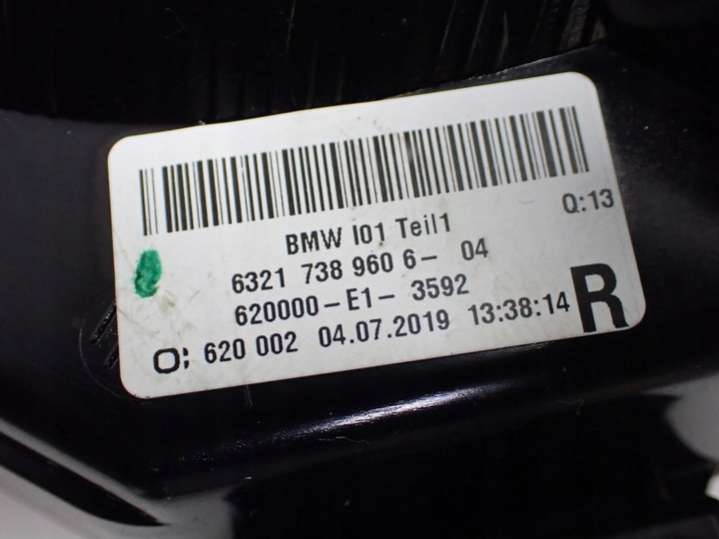 Q:13
BMW I01 Teil1
6321 738 960 6- 04
620000-E1- 3592
O: 620 002 04.07.2019 13:38:14 R